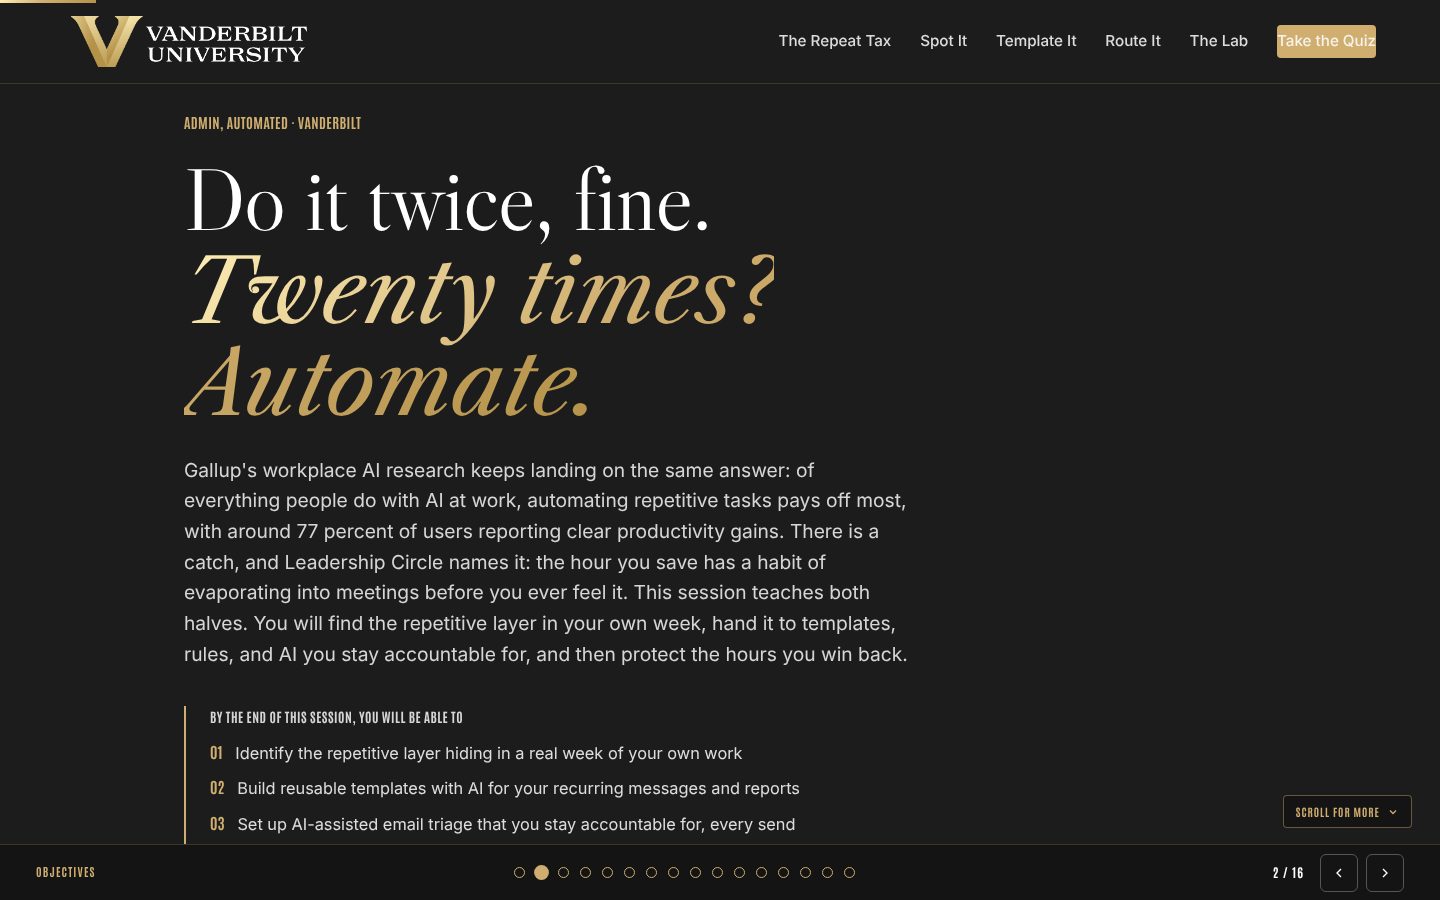 VANDERBILT
UNIVERSITY
The Repeat Tax
Spot It
Template It
Route It
The Lab
Take the Quiz
ADMIN, AUTOMATED · VANDERBILT
Do it twice, fine.
Twenty times?
Automate.
Gallup's workplace AI research keeps landing on the same answer: of
everything people do with AI at work, automating repetitive tasks pays off most,
with around 77 percent of users reporting clear productivity gains. There is a
catch, and Leadership Circle names it: the hour you save has a habit of
evaporating into meetings before you ever feel it. This session teaches both
halves. You will find the repetitive layer in your own week, hand it to templates,
rules, and AI you stay accountable for, and then protect the hours you win back.
BY THE END OF THIS SESSION, YOU WILL BE ABLE TO
01 Identify the repetitive layer hiding in a real week of your own work
02 Build reusable templates with AI for your recurring messages and reports
03 Set up AI-assisted email triage that you stay accountable for, every send
SCROLL FOR MORE
OBJECTIVES
2 / 16